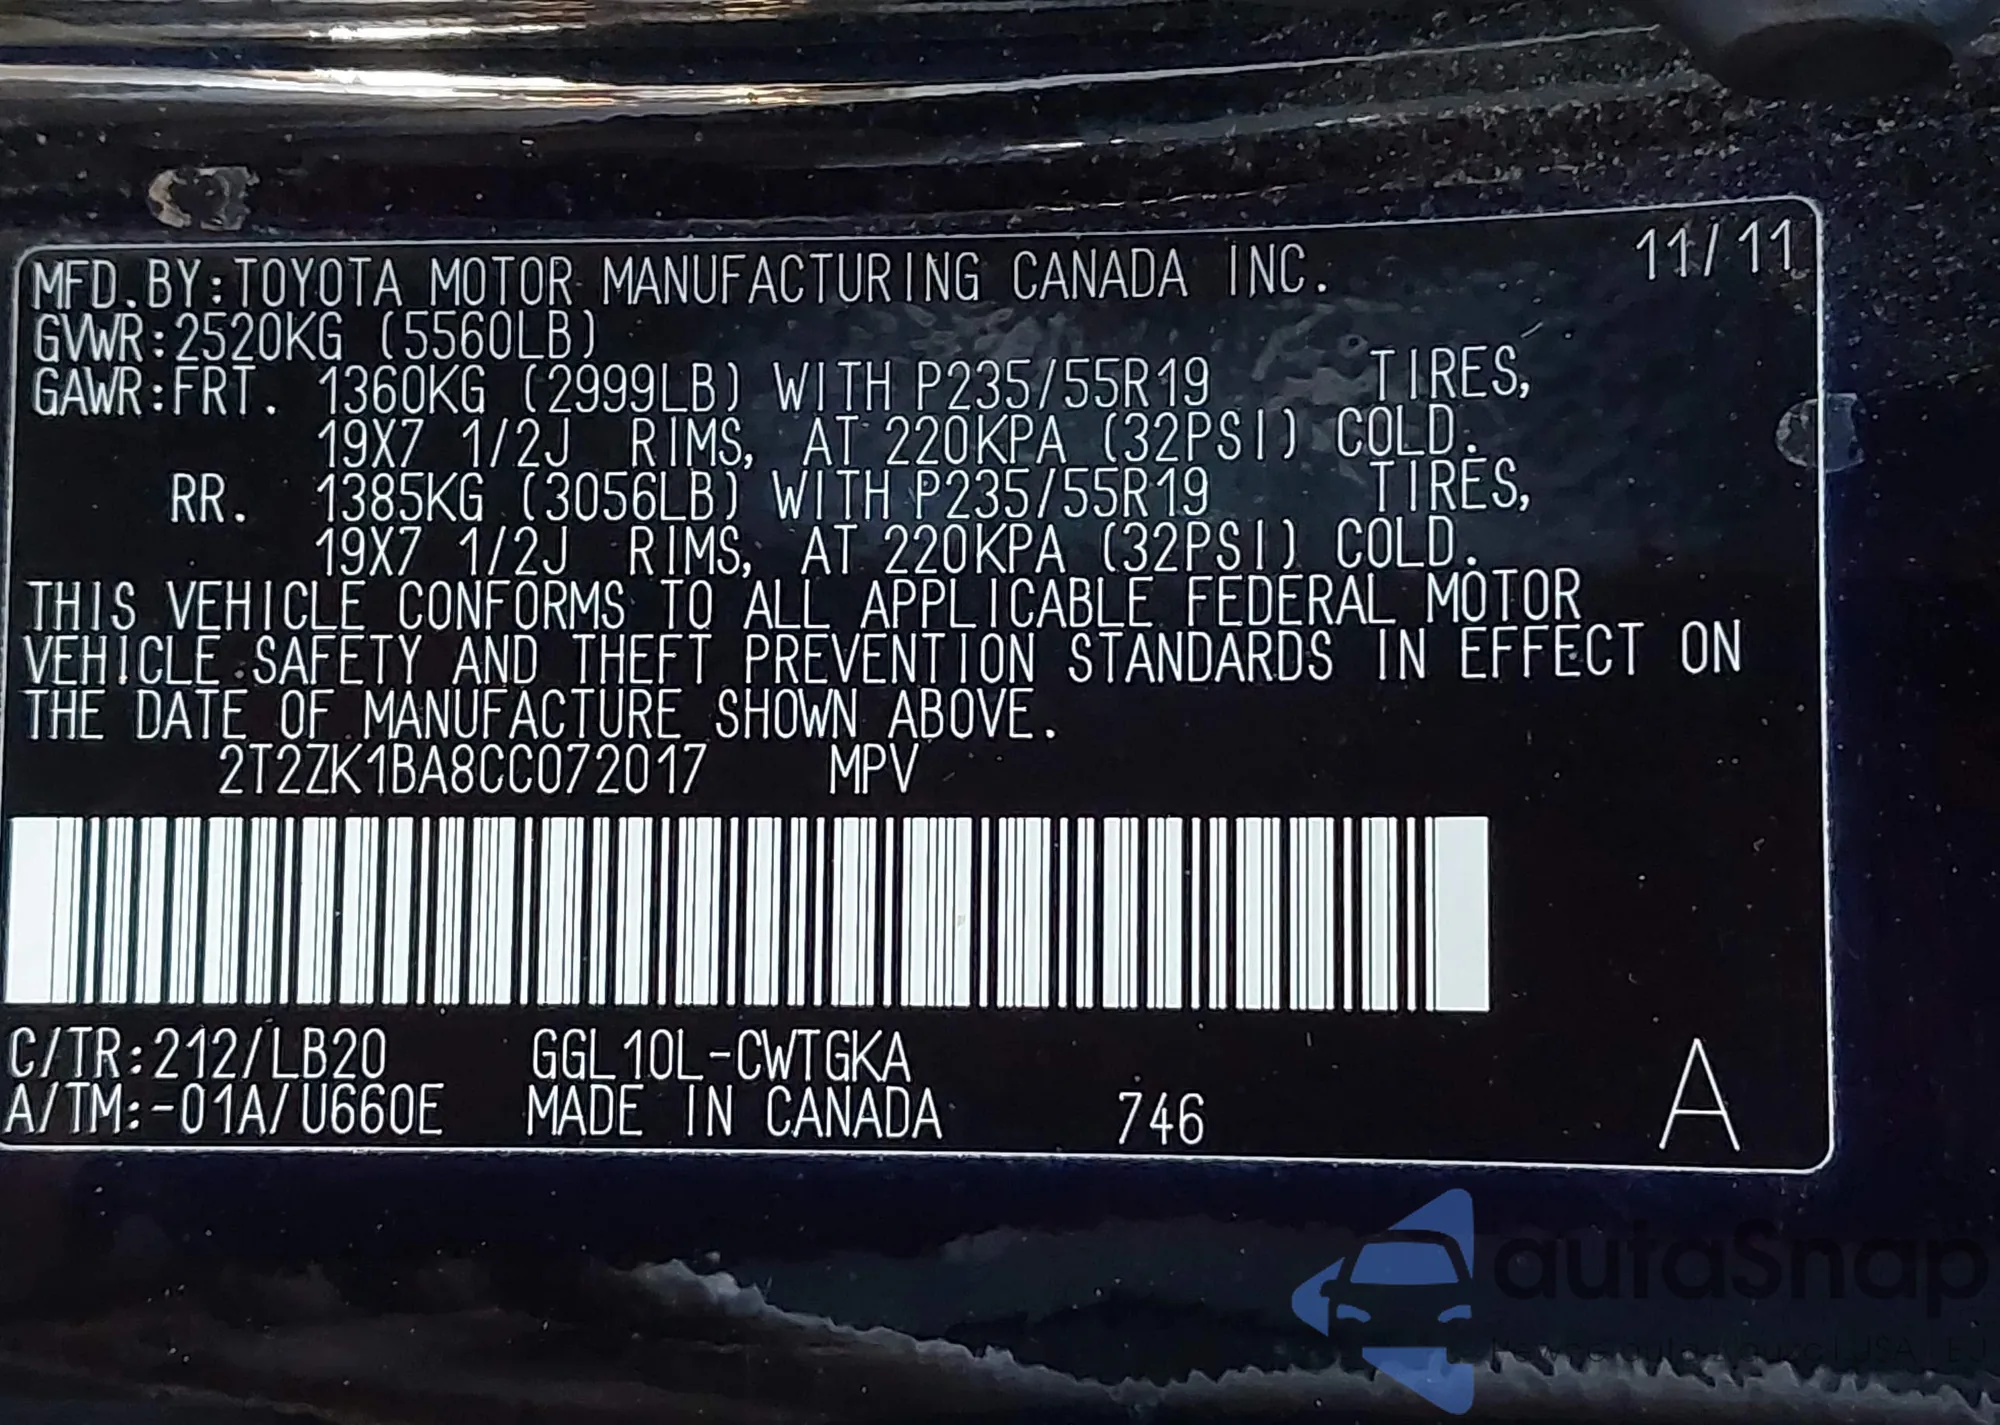 11/11
MFD.BY:TOYOTA MOTOR MANUFACTURING CANADA INC.
GVWR:2520KG (5560LB)
GAWR:FRT. 1360KG (2999LB) WITH P235/55R19 TIRES,
19X7 1/2J RIMS, AT 220KPA (32PSI) COLD.
RR. 1385KG (3056LB) WITH P235/55R19 TIRES,
19X7 1/2J RIMS, AT 220KPA (32PSI) COLD.
THIS VEHICLE CONFORMS TO ALL APPLICABLE FEDERAL MOTOR
VEHICLE SAFETY AND THEFT PREVENTION STANDARDS IN EFFECT ON
THE DATE OF MANUFACTURE SHOWN ABOVE.
2T2ZK1BA8CC072017 MPV
C/TR:212/LB20 GGL10L-CWTGKA
A/TM:-01A/U660E MADE IN CANADA 746 A
autaSnap